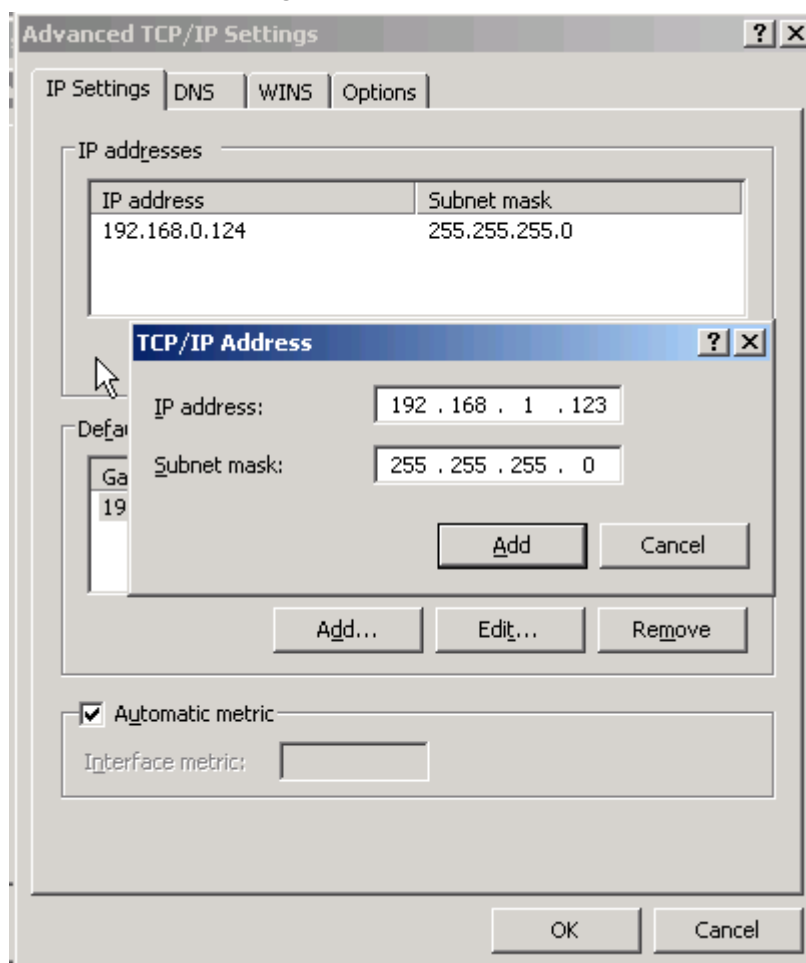 Advanced TCP/IP Settings
IP Settings DNS WINS Options
IP addresses
IP address Subnet mask
192.168.0.124 255.255.255.0
TCP/IP Address
IP address: 192 . 168 . 1 . 123
Subnet mask: 255 . 255 . 255 . 0
Add Cancel
Add... Edit... Remove
Automatic metric
Interface metric:
OK Cancel